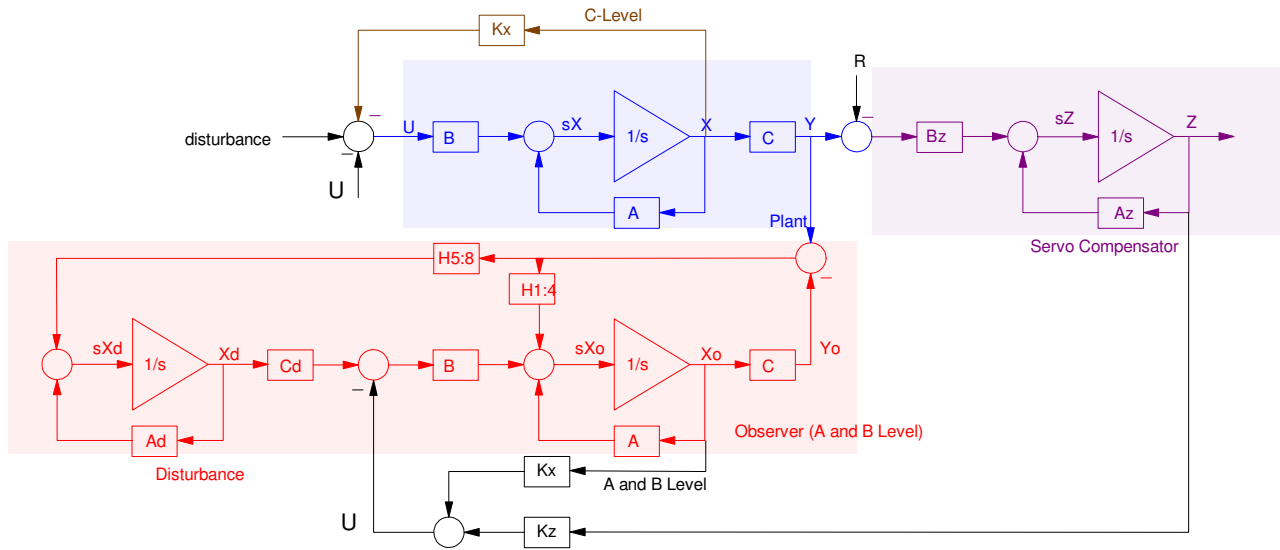 C-Level
Kx
R
disturbance
U
B
sX
1/s
X
C
Y
Bz
sZ
1/s
Z
U
A
Az
Plant
Servo Compensator
H5:8
H1:4
sXd
1/s
Xd
Cd
B
sXo
1/s
Xo
C
Yo
Ad
A
Observer (A and B Level)
Disturbance
Kx
A and B Level
U
Kz